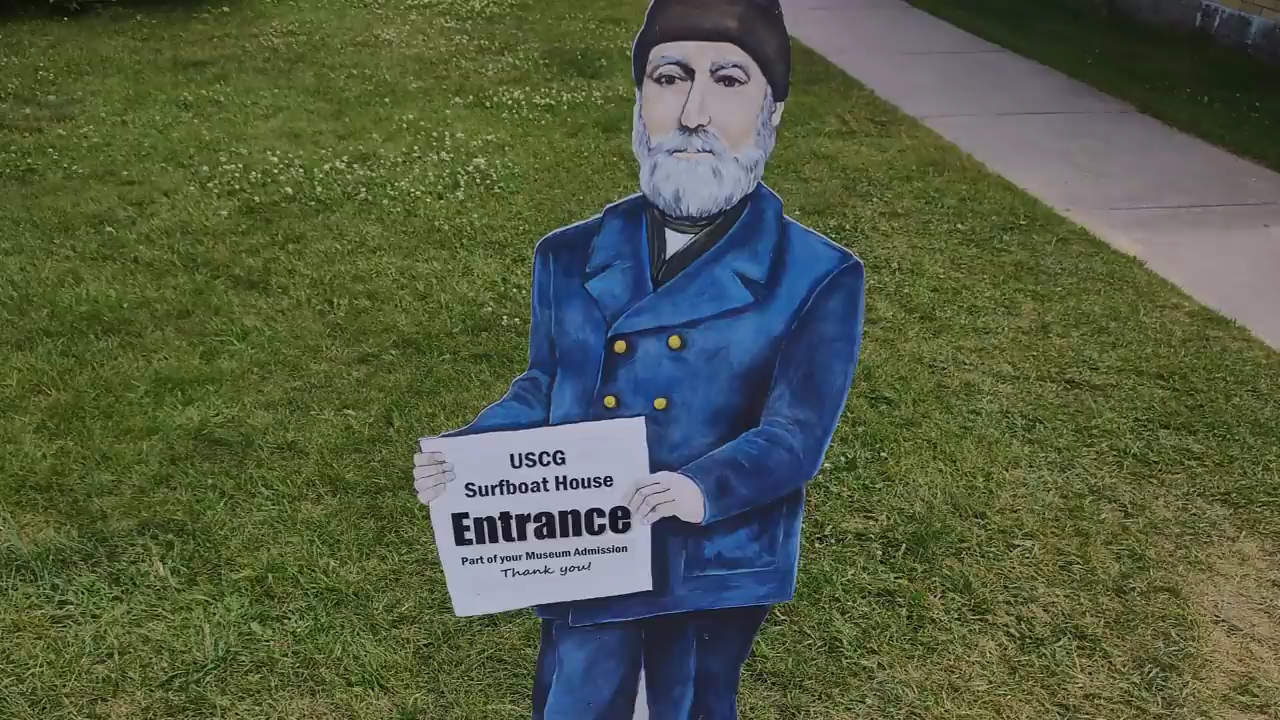 USCG
Surfboat House
Entrance
Part of your Museum Admission
Thank you!